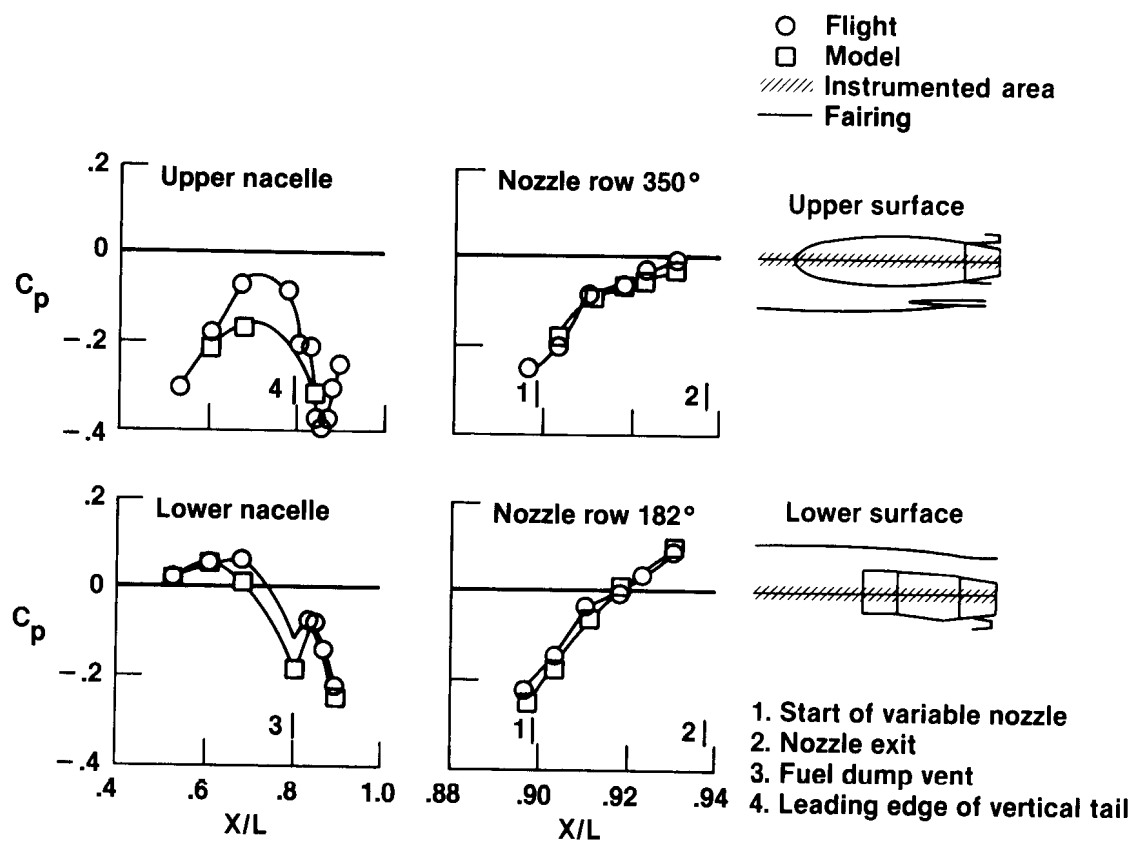 Flight
Model
Instrumented area
Fairing
.2
Upper nacelle
0
Cp
−.2
4
−.4
Nozzle row 350°
1
2
Upper surface
.2
Lower nacelle
0
Cp
−.2
3
−.4
.4
.6
.8
1.0
X/L
Nozzle row 182°
1
2
.88
.90
.92
.94
X/L
Lower surface
1. Start of variable nozzle
2. Nozzle exit
3. Fuel dump vent
4. Leading edge of vertical tail